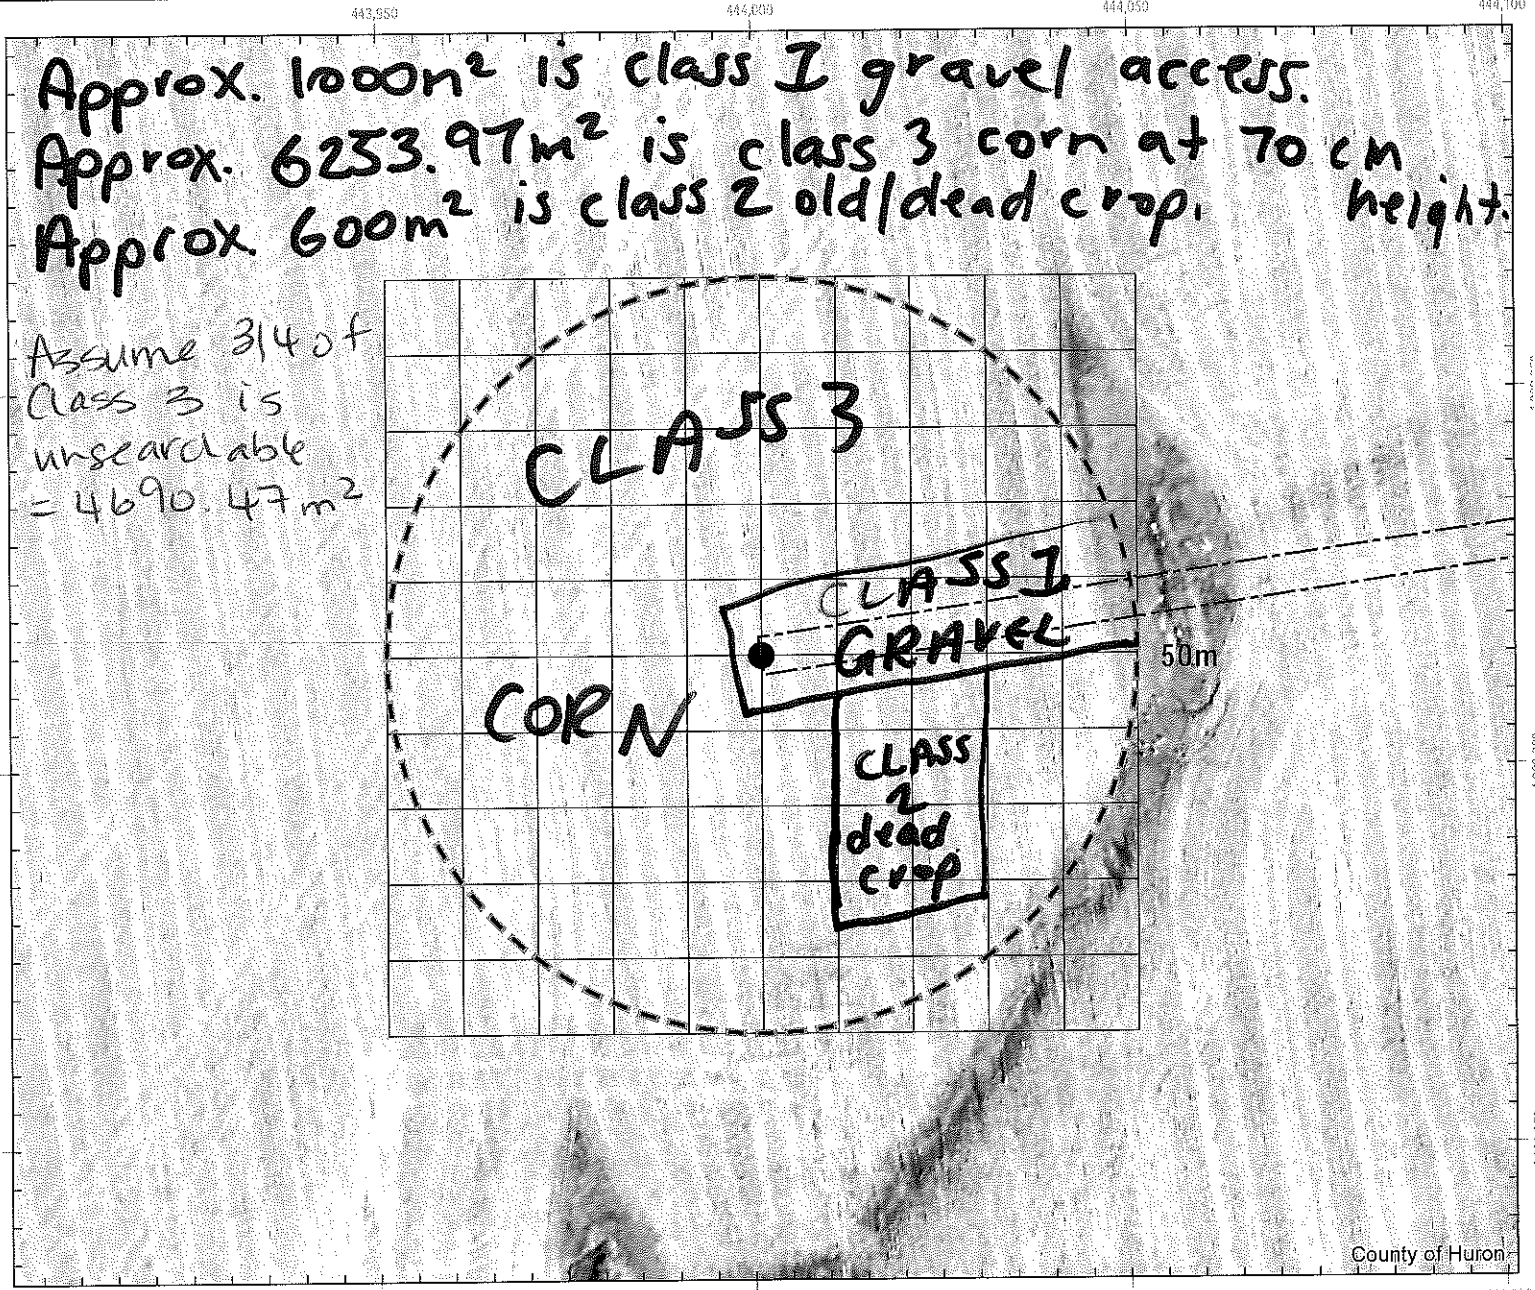 443,950 444,000 444,050 444,100
Approx. 1000m² is class I gravel access.
Approx. 6253.97m² is class 3 corn at 70 cm height.
Approx. 600m² is class 2 old/dead crop.
Assume 3/4 of
Class 3 is
unsearchable
= 4690.47m²
CLASS 3
CLASS I
GRAVEL
50m
CORN
CLASS
2
dead
crop
County of Huron